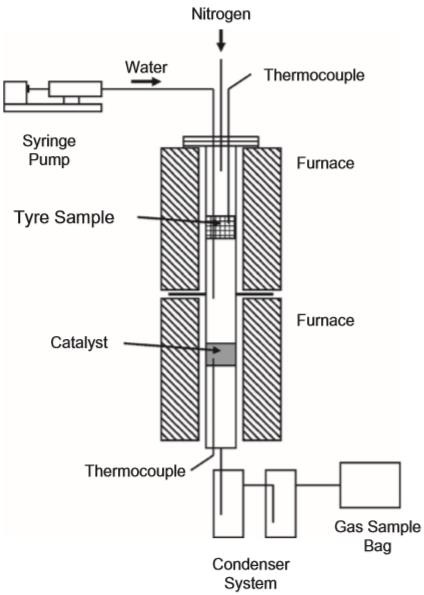 Nitrogen
Water
Thermocouple
Syringe
Pump
Furnace
Tyre Sample
Furnace
Catalyst
Thermocouple
Gas Sample
Bag
Condenser
System